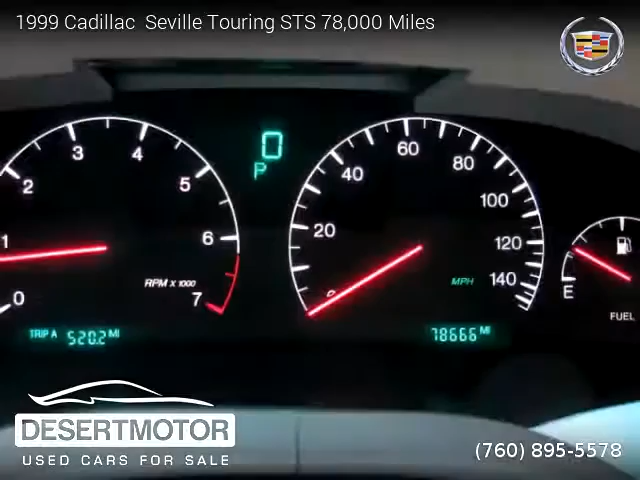 1999 Cadillac  Seville Touring STS 78,000 Miles
0
P
0
1
2
3
4
5
6
7
RPM x 1000
TRIP A 520.2 MI
0
20
40
60
80
100
120
140
MPH
78666 MI
E
FUEL
DESERTMOTOR
USED CARS FOR SALE
(760) 895-5578